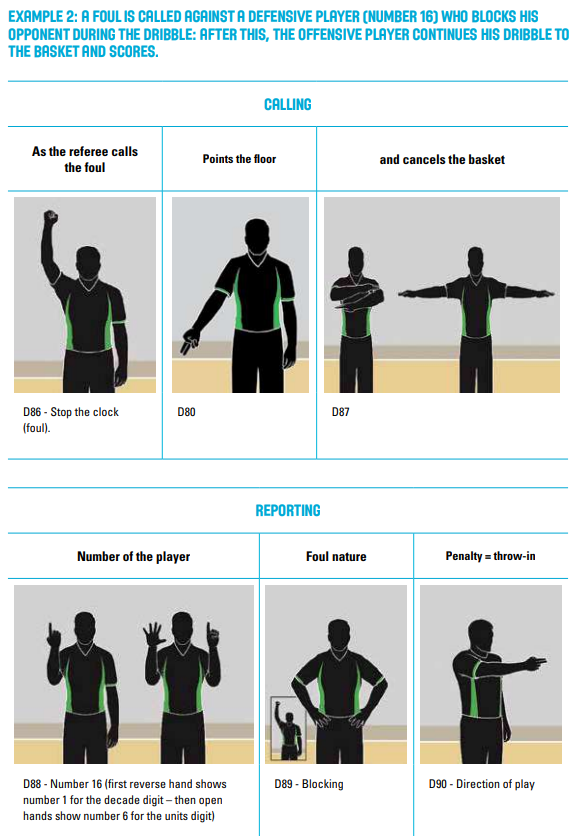 EXAMPLE 2: A FOUL IS CALLED AGAINST A DEFENSIVE PLAYER (NUMBER 16) WHO BLOCKS HIS
OPPONENT DURING THE DRIBBLE: AFTER THIS, THE OFFENSIVE PLAYER CONTINUES HIS DRIBBLE TO
THE BASKET AND SCORES.
CALLING
As the referee calls
the foul
Points the floor
and cancels the basket
D86 - Stop the clock
(foul).
D80
D87
REPORTING
Number of the player
Foul nature
Penalty = throw-in
D88 - Number 16 (first reverse hand shows
number 1 for the decade digit – then open
hands show number 6 for the units digit)
D89 - Blocking
D90 - Direction of play